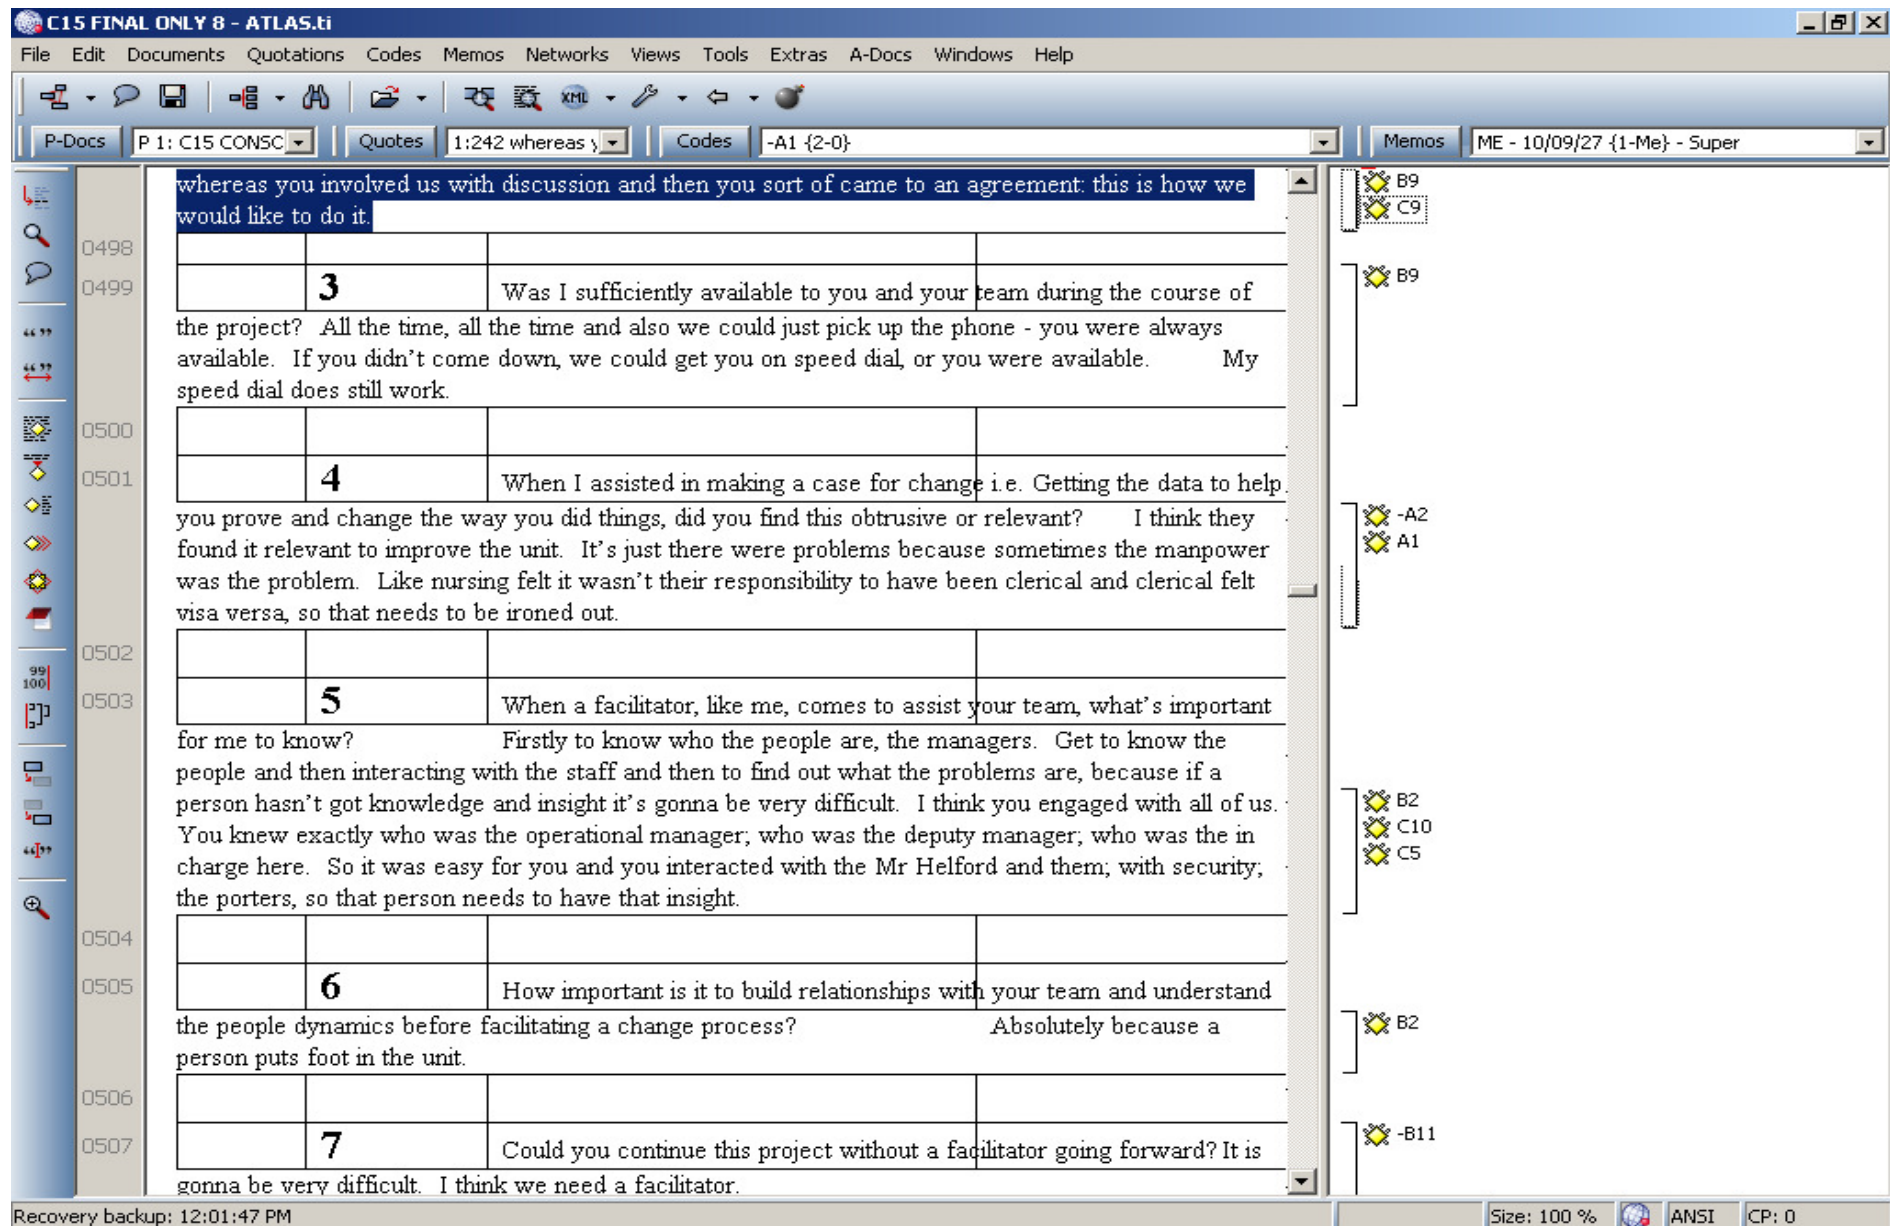 C15 FINAL ONLY 8 - ATLAS.ti
File Edit Documents Quotations Codes Memos Networks Views Tools Extras A-Docs Windows Help
XML
P-Docs P 1: C15 CONSC Quotes 1:242 whereas y Codes -A1 {2-0} Memos ME - 10/09/27 {1-Me} - Super
whereas you involved us with discussion and then you sort of came to an agreement: this is how we B9
would like to do it. C9
0498
0499 3 Was I sufficiently available to you and your team during the course of B9
the project? All the time, all the time and also we could just pick up the phone - you were always
available. If you didn't come down, we could get you on speed dial, or you were available. My
speed dial does still work.
0500
0501 4 When I assisted in making a case for change i.e. Getting the data to help
you prove and change the way you did things, did you find this obtrusive or relevant? I think they -A2
found it relevant to improve the unit. It's just there were problems because sometimes the manpower A1
was the problem. Like nursing felt it wasn't their responsibility to have been clerical and clerical felt
visa versa, so that needs to be ironed out.
0502
99
100
0503 5 When a facilitator, like me, comes to assist your team, what's important
for me to know? Firstly to know who the people are, the managers. Get to know the
people and then interacting with the staff and then to find out what the problems are, because if a
person hasn't got knowledge and insight it's gonna be very difficult. I think you engaged with all of us. B2
You knew exactly who was the operational manager; who was the deputy manager; who was the in C10
charge here. So it was easy for you and you interacted with the Mr Helford and them; with security; C5
the porters, so that person needs to have that insight.
0504
0505 6 How important is it to build relationships with your team and understand
the people dynamics before facilitating a change process? Absolutely because a B2
person puts foot in the unit.
0506
0507 7 Could you continue this project without a facilitator going forward? It is -B11
gonna be very difficult. I think we need a facilitator.
Recovery backup: 12:01:47 PM Size: 100 % ANSI CP: 0